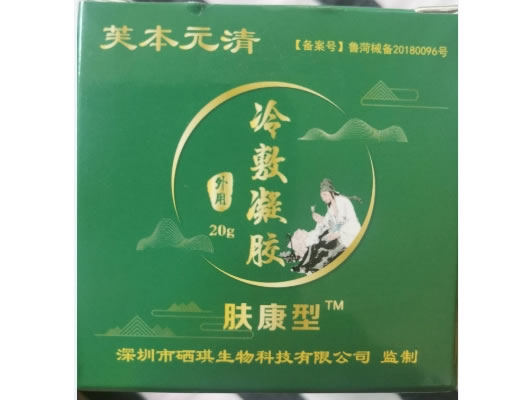 芙本元清
【备案号】鲁菏械备20180096号
冷敷凝胶
外用
20g
肤康型™
深圳市硒琪生物科技有限公司 监制